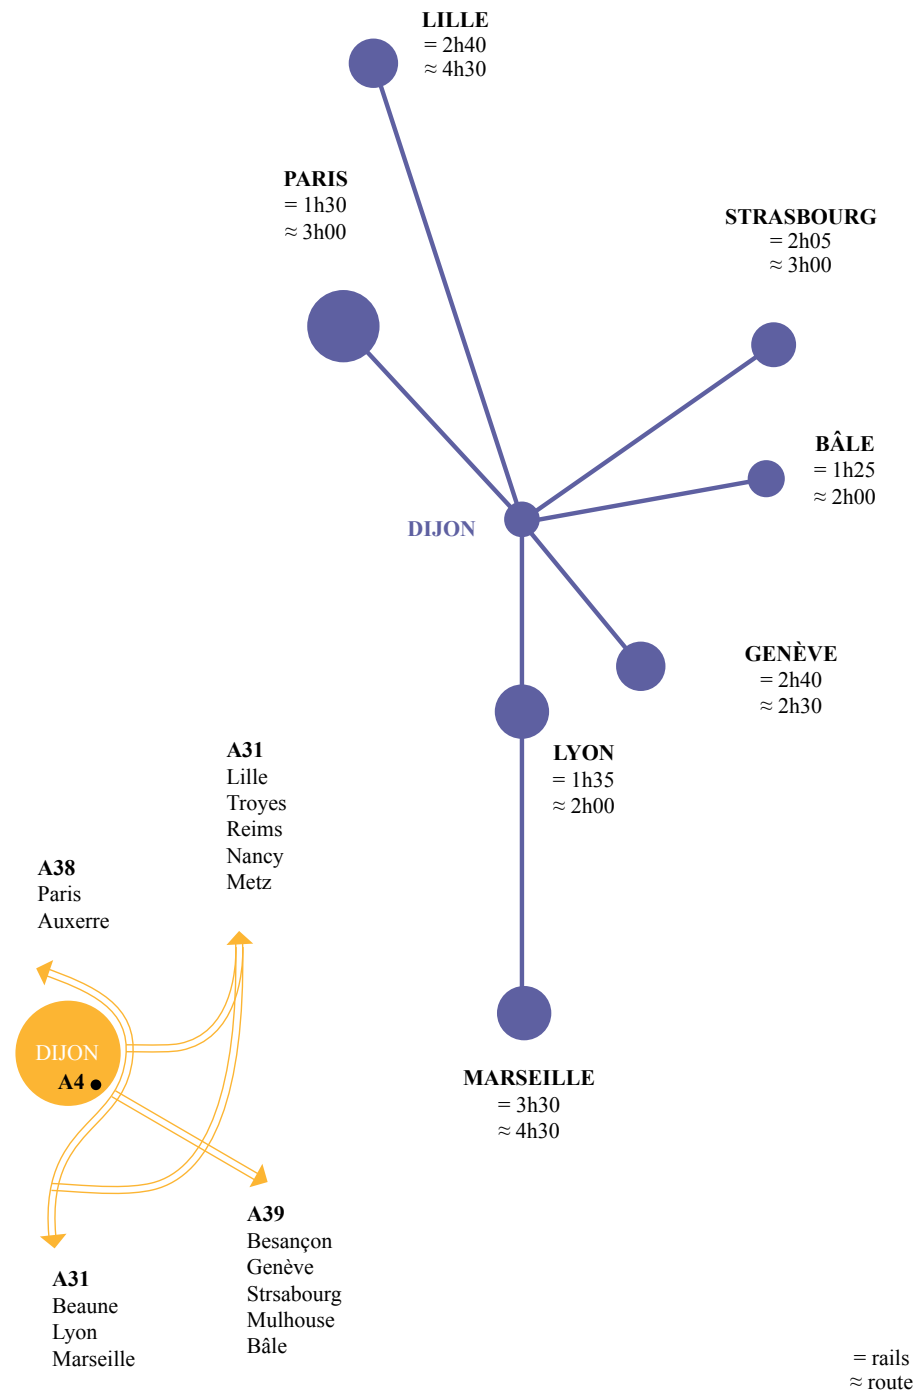 LILLE
= 2h40
≈ 4h30
PARIS
= 1h30
≈ 3h00
STRASBOURG
= 2h05
≈ 3h00
BÂLE
= 1h25
≈ 2h00
DIJON
GENÈVE
= 2h40
≈ 2h30
LYON
= 1h35
≈ 2h00
MARSEILLE
= 3h30
≈ 4h30
A31
Lille
Troyes
Reims
Nancy
Metz
A38
Paris
Auxerre
DIJON
A4
A39
Besançon
Genève
Strsabourg
Mulhouse
Bâle
A31
Beaune
Lyon
Marseille
= rails
≈ route